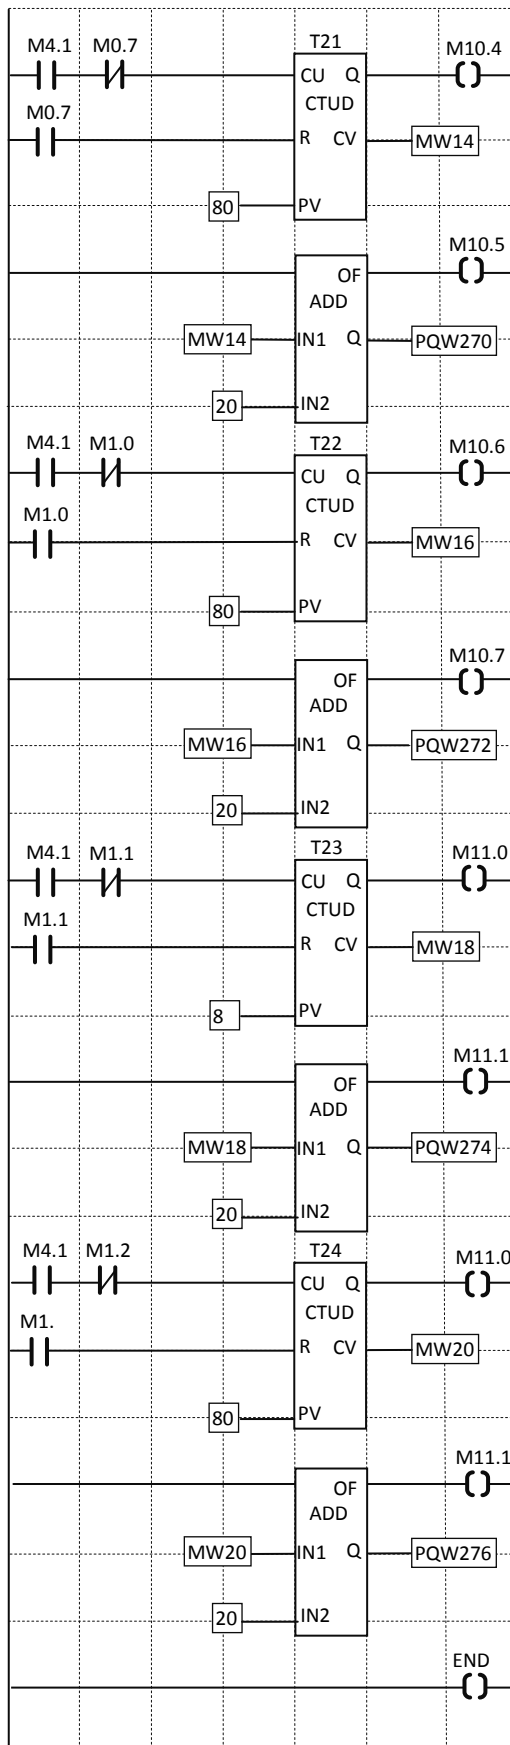 T21
M4.1 M0.7 M10.4
CU Q
CTUD
M0.7
R CV MW14
80 PV
M10.5
OF
ADD
MW14 IN1 Q PQW270
20 IN2
T22
M4.1 M1.0 M10.6
CU Q
CTUD
M1.0
R CV MW16
80 PV
M10.7
OF
ADD
MW16 IN1 Q PQW272
20 IN2
T23
M4.1 M1.1 M11.0
CU Q
CTUD
M1.1
R CV MW18
8 PV
M11.1
OF
ADD
MW18 IN1 Q PQW274
20 IN2
T24
M4.1 M1.2 M11.0
CU Q
CTUD
M1.
R CV MW20
80 PV
M11.1
OF
ADD
MW20 IN1 Q PQW276
20 IN2
END